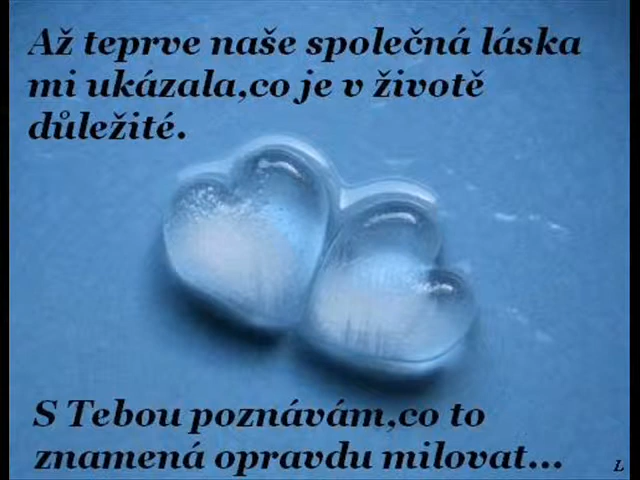 Až teprve naše společná láska
mi ukázala,co je v životě
důležité.
S Tebou poznávám,co to
znamená opravdu milovat...
L